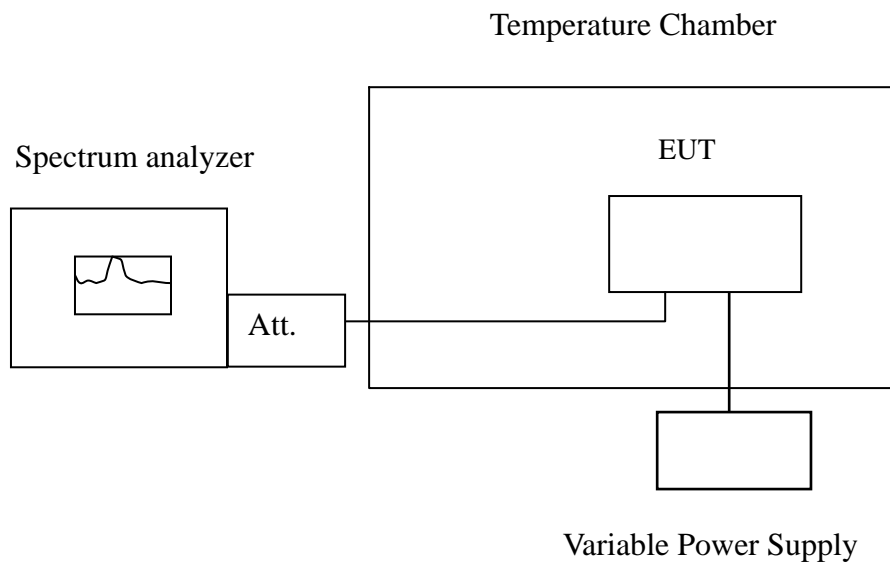 Temperature Chamber
Spectrum analyzer
EUT
Att.
Variable Power Supply